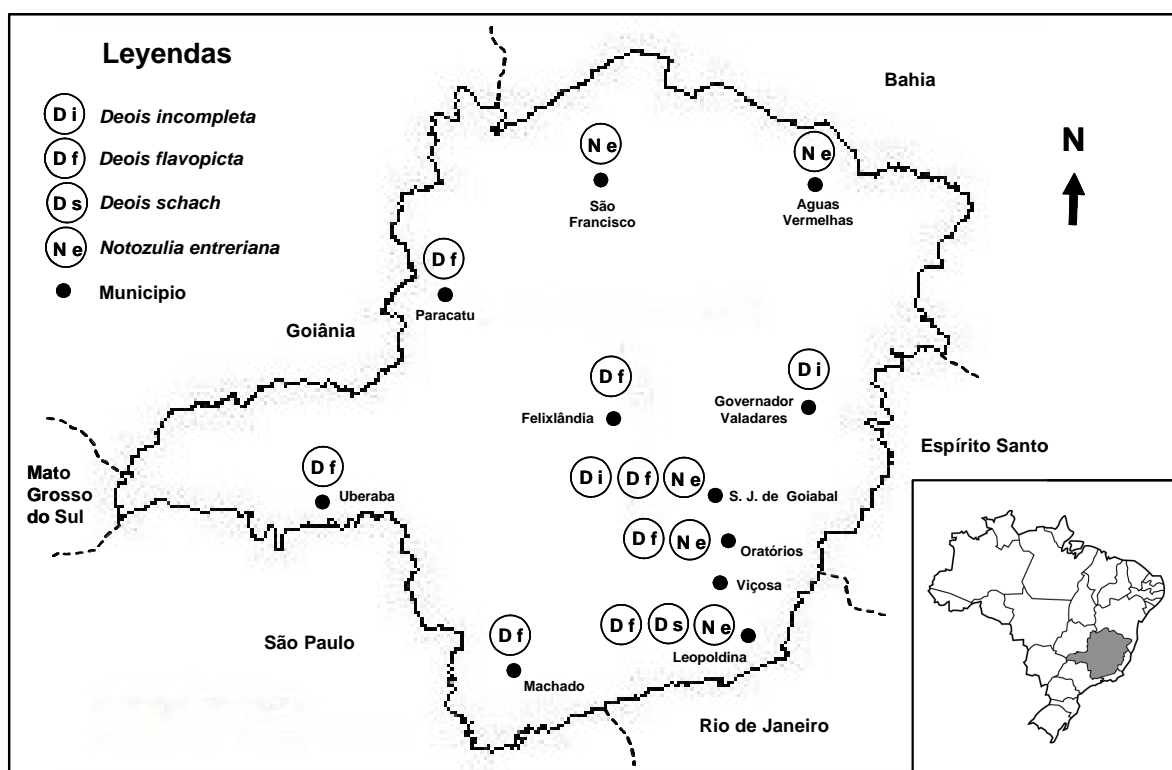 Leyendas
D i Deois incompleta
D f Deois flavopicta
D s Deois schach
N e Notozulia entreriana
Municipio
Bahia
N
N e
São
Francisco
N e
Aguas
Vermelhas
D f
Paracatu
Goiânia
D f
Felixlândia
D i
Governador
Valadares
Espírito Santo
Mato
Grosso
do Sul
D f
Uberaba
D i D f N e
S. J. de Goiabal
D f N e
Oratórios
Viçosa
D f D s N e
Leopoldina
São Paulo
D f
Machado
Rio de Janeiro